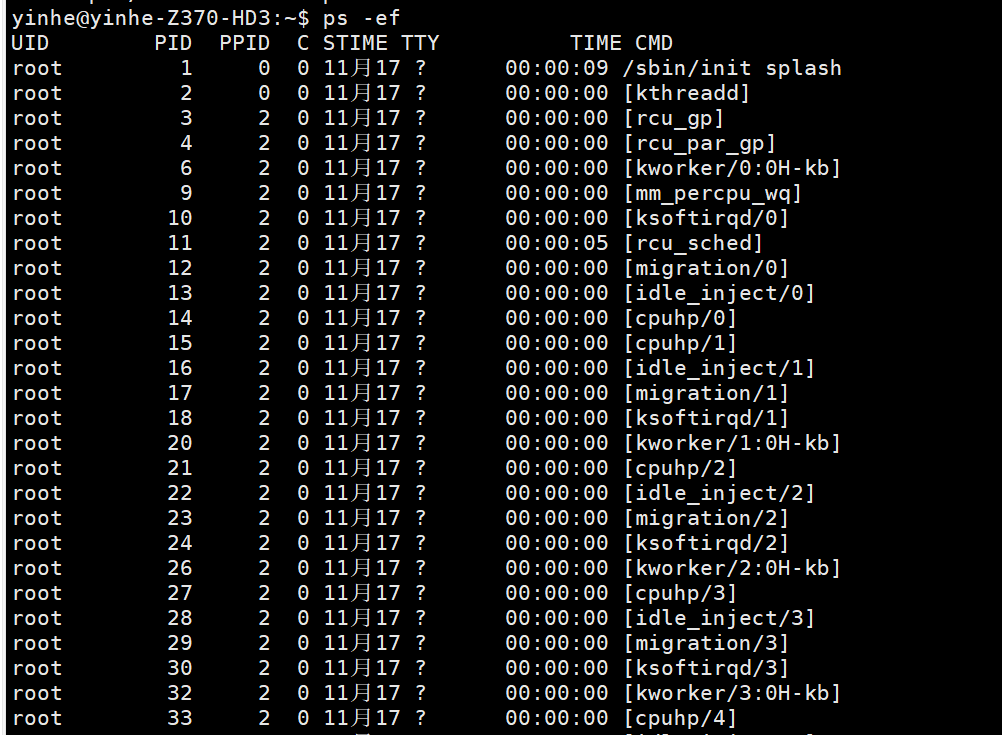 yinhe@yinhe-Z370-HD3:~$ ps -ef
UID        PID  PPID  C STIME TTY          TIME CMD
root         1     0  0 11月17 ?      00:00:09 /sbin/init splash
root         2     0  0 11月17 ?      00:00:00 [kthreadd]
root         3     2  0 11月17 ?      00:00:00 [rcu_gp]
root         4     2  0 11月17 ?      00:00:00 [rcu_par_gp]
root         6     2  0 11月17 ?      00:00:00 [kworker/0:0H-kb]
root         9     2  0 11月17 ?      00:00:00 [mm_percpu_wq]
root        10     2  0 11月17 ?      00:00:00 [ksoftirqd/0]
root        11     2  0 11月17 ?      00:00:05 [rcu_sched]
root        12     2  0 11月17 ?      00:00:00 [migration/0]
root        13     2  0 11月17 ?      00:00:00 [idle_inject/0]
root        14     2  0 11月17 ?      00:00:00 [cpuhp/0]
root        15     2  0 11月17 ?      00:00:00 [cpuhp/1]
root        16     2  0 11月17 ?      00:00:00 [idle_inject/1]
root        17     2  0 11月17 ?      00:00:00 [migration/1]
root        18     2  0 11月17 ?      00:00:00 [ksoftirqd/1]
root        20     2  0 11月17 ?      00:00:00 [kworker/1:0H-kb]
root        21     2  0 11月17 ?      00:00:00 [cpuhp/2]
root        22     2  0 11月17 ?      00:00:00 [idle_inject/2]
root        23     2  0 11月17 ?      00:00:00 [migration/2]
root        24     2  0 11月17 ?      00:00:00 [ksoftirqd/2]
root        26     2  0 11月17 ?      00:00:00 [kworker/2:0H-kb]
root        27     2  0 11月17 ?      00:00:00 [cpuhp/3]
root        28     2  0 11月17 ?      00:00:00 [idle_inject/3]
root        29     2  0 11月17 ?      00:00:00 [migration/3]
root        30     2  0 11月17 ?      00:00:00 [ksoftirqd/3]
root        32     2  0 11月17 ?      00:00:00 [kworker/3:0H-kb]
root        33     2  0 11月17 ?      00:00:00 [cpuhp/4]